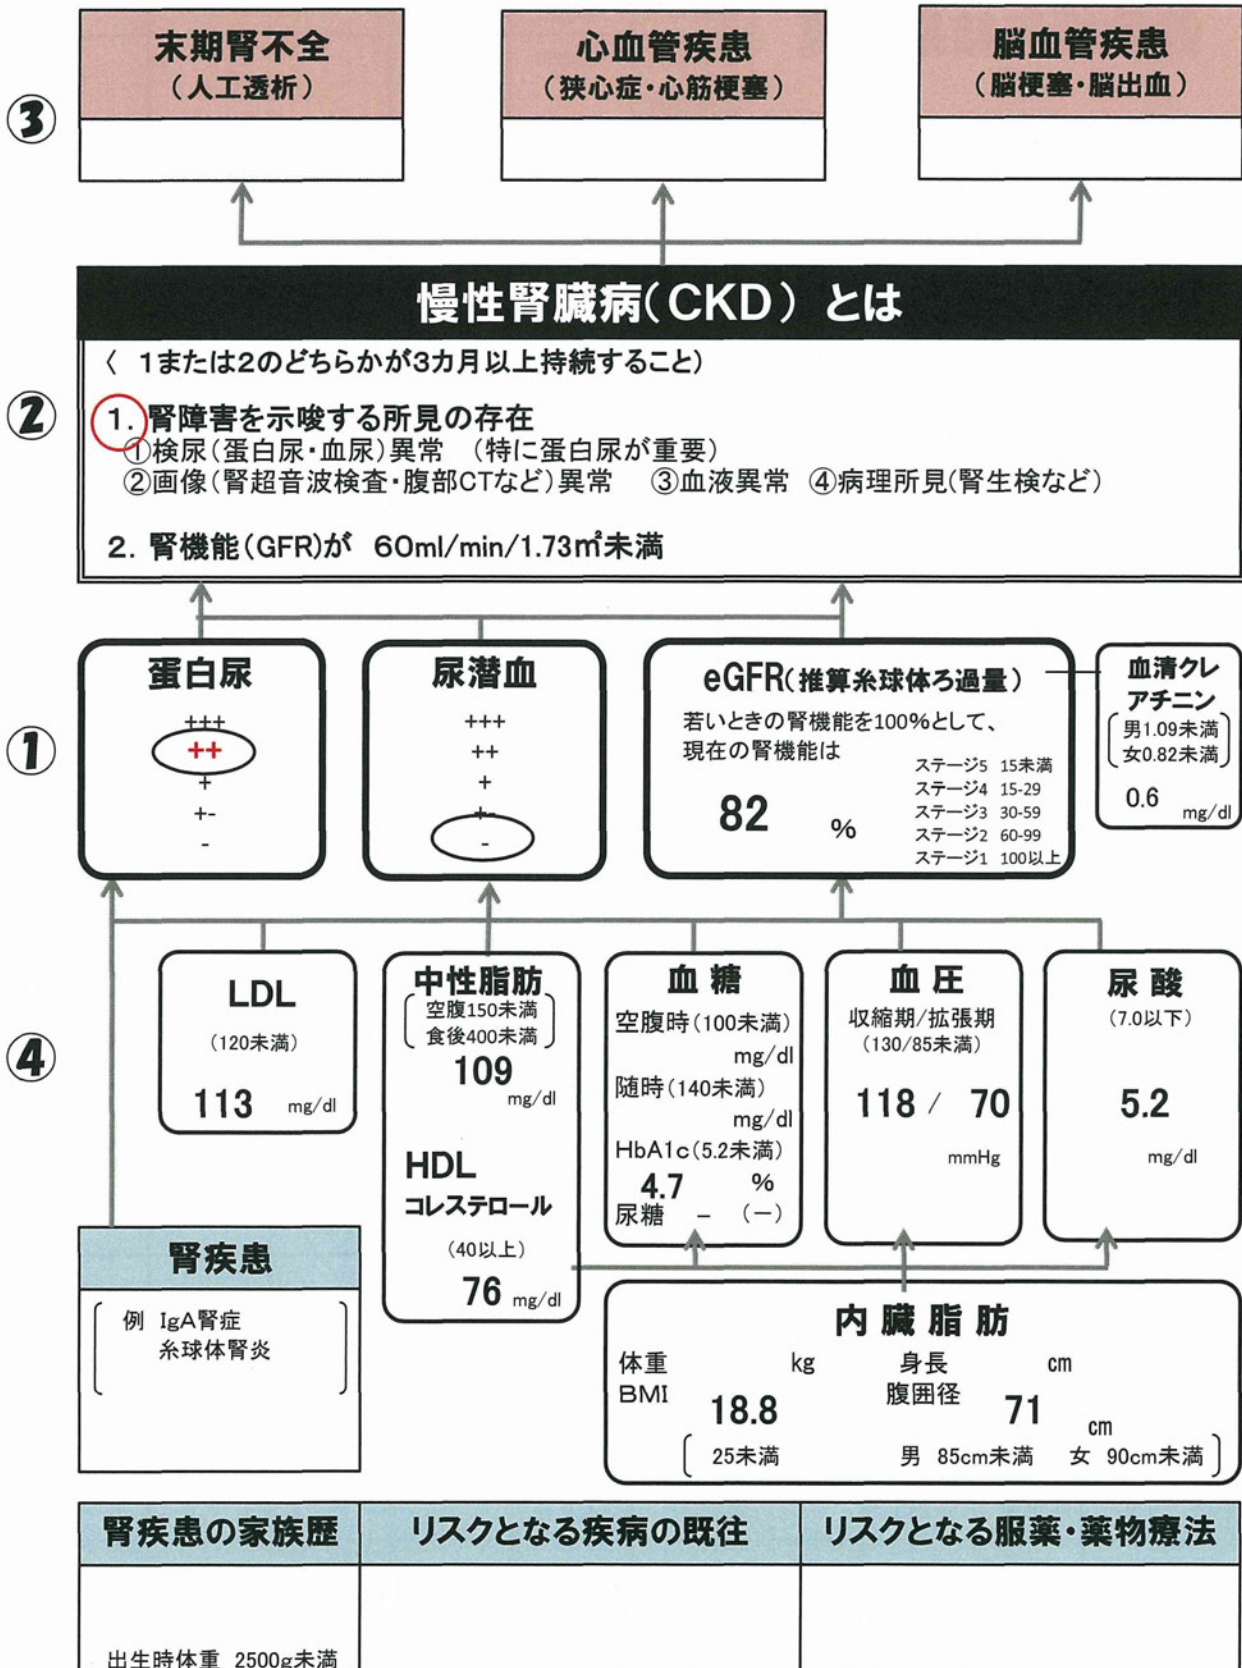 ③
末期腎不全
(人工透析)
心血管疾患
(狭心症・心筋梗塞)
脳血管疾患
(脳梗塞・脳出血)
慢性腎臓病(CKD) とは
②
〈 1または2のどちらかが3カ月以上持続すること)
1. 腎障害を示唆する所見の存在
①検尿(蛋白尿・血尿)異常 (特に蛋白尿が重要)
②画像(腎超音波検査・腹部CTなど)異常 ③血液異常 ④病理所見(腎生検など)
2. 腎機能(GFR)が 60ml/min/1.73㎡未満
①
蛋白尿
+++
++
+
+-
-
尿潜血
+++
++
+
+-
-
eGFR(推算糸球体ろ過量)
若いときの腎機能を100%として、
現在の腎機能は
82 %
ステージ5 15未満
ステージ4 15-29
ステージ3 30-59
ステージ2 60-99
ステージ1 100以上
血清クレ
アチニン
男1.09未満
女0.82未満
0.6 mg/dl
④
LDL
(120未満)
113 mg/dl
中性脂肪
空腹150未満
食後400未満
109
mg/dl
HDL
コレステロール
(40以上)
76 mg/dl
血糖
空腹時(100未満)
mg/dl
随時(140未満)
mg/dl
HbA1c(5.2未満)
4.7 %
尿糖 - (-)
血圧
収縮期/拡張期
(130/85未満)
118 / 70
mmHg
尿酸
(7.0以下)
5.2
mg/dl
腎疾患
例 IgA腎症
糸球体腎炎
内臓脂肪
体重 kg 身長 cm
BMI 18.8 腹囲径 71 cm
25未満 男 85cm未満 女 90cm未満
腎疾患の家族歴
リスクとなる疾病の既往
リスクとなる服薬・薬物療法
出生時体重 2500g未満